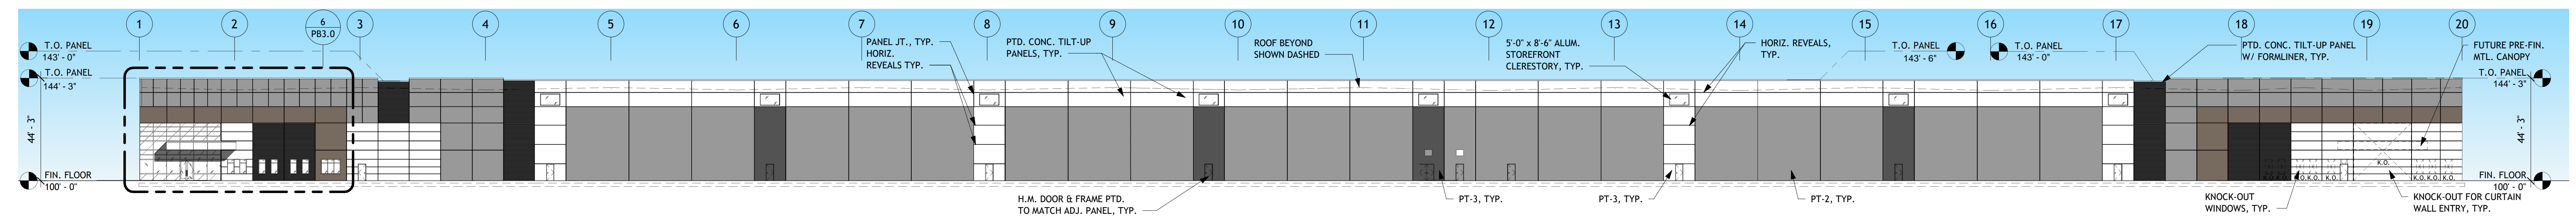 1
2
6
PB3.0
3
4
5
6
7
8
9
10
11
12
13
14
15
16
17
18
19
20
T.O. PANEL
143' - 0"
T.O. PANEL
144' - 3"
44' - 3"
FIN. FLOOR
100' - 0"
PANEL JT., TYP.
HORIZ.
REVEALS TYP.
PTD. CONC. TILT-UP
PANELS, TYP.
ROOF BEYOND
SHOWN DASHED
5'-0" x 8'-6" ALUM.
STOREFRONT
CLERESTORY, TYP.
HORIZ. REVEALS,
TYP.
T.O. PANEL
143' - 6"
T.O. PANEL
143' - 0"
PTD. CONC. TILT-UP PANEL
W/ FORMLINER, TYP.
FUTURE PRE-FIN.
MTL. CANOPY
T.O. PANEL
144' - 3"
44' - 3"
FIN. FLOOR
100' - 0"
K.O.
K.O. K.O. K.O. K.O. K.O. K.O.
K.O. K.O. K.O.
H.M. DOOR & FRAME PTD.
TO MATCH ADJ. PANEL, TYP.
PT-3, TYP.
PT-3, TYP.
PT-2, TYP.
KNOCK-OUT
WINDOWS, TYP.
KNOCK-OUT FOR CURTAIN
WALL ENTRY, TYP.